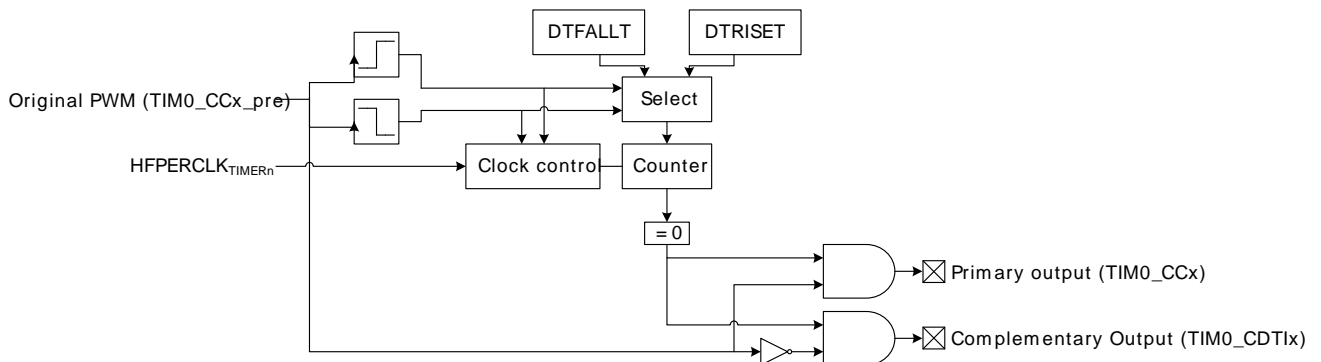 DTFALLT
DTRISET
Original PWM (TIM0_CCx_pre)
Select
HFPERCLKTIMERn
Clock control
Counter
= 0
Primary output (TIM0_CCx)
Complementary Output (TIM0_CDTIx)